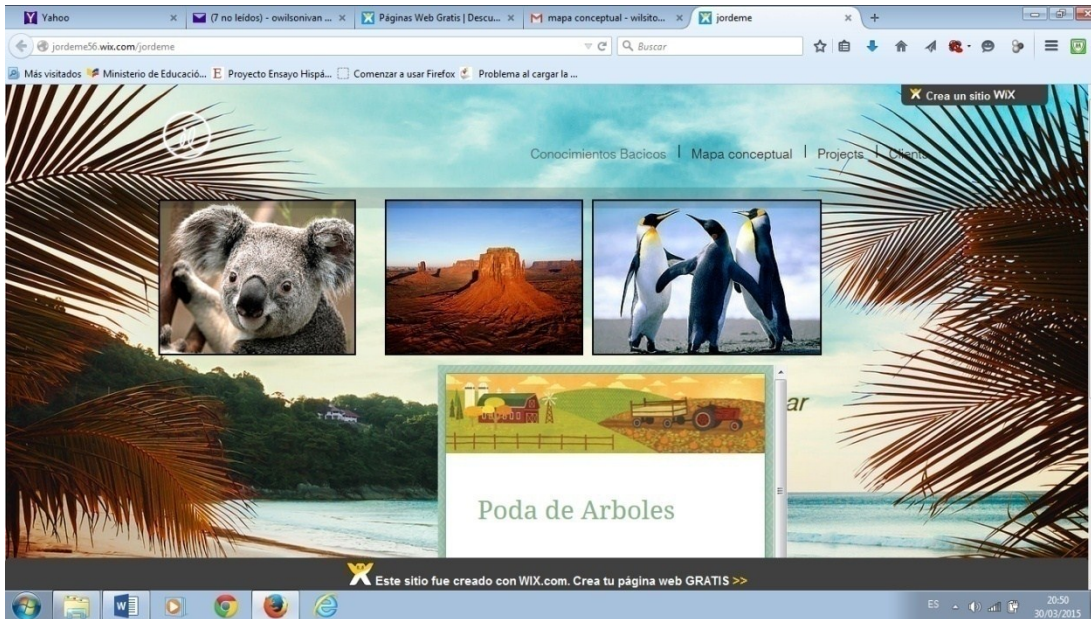 Yahoo
(7 no leídos) - owilsonivan ...
Páginas Web Gratis | Descu...
mapa conceptual - wilsito...
jordeme
jordeme56.wix.com/jordeme
Buscar
Más visitados
Ministerio de Educació...
Proyecto Ensayo Hispá...
Comenzar a usar Firefox
Problema al cargar la ...
Crea un sitio WiX
Conocimientos Bacicos | Mapa conceptual | Projects | Clients
ar
Poda de Arboles
Este sitio fue creado con WIX.com. Crea tu página web GRATIS >>
ES
20:50
30/03/2015